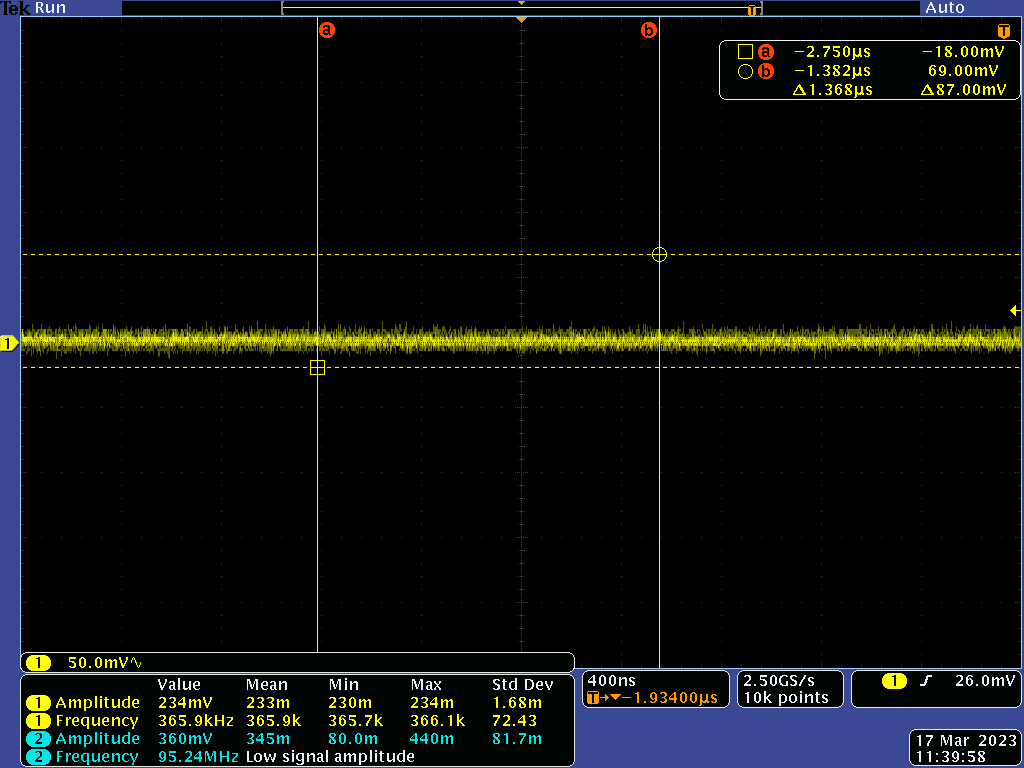 Tek Run Auto
a b T
a −2.750µs −18.00mV
b −1.382µs 69.00mV
Δ1.368µs Δ87.00mV
1
1 50.0mV∿
Value Mean Min Max Std Dev
1 Amplitude 234mV 233m 230m 234m 1.68m
1 Frequency 365.9kHz 365.9k 365.7k 366.1k 72.43
2 Amplitude 360mV 345m 80.0m 440m 81.7m
2 Frequency 95.24MHz Low signal amplitude
400ns
T→▼−1.93400µs
2.50GS/s
10k points
1 26.0mV
17 Mar 2023
11:39:58